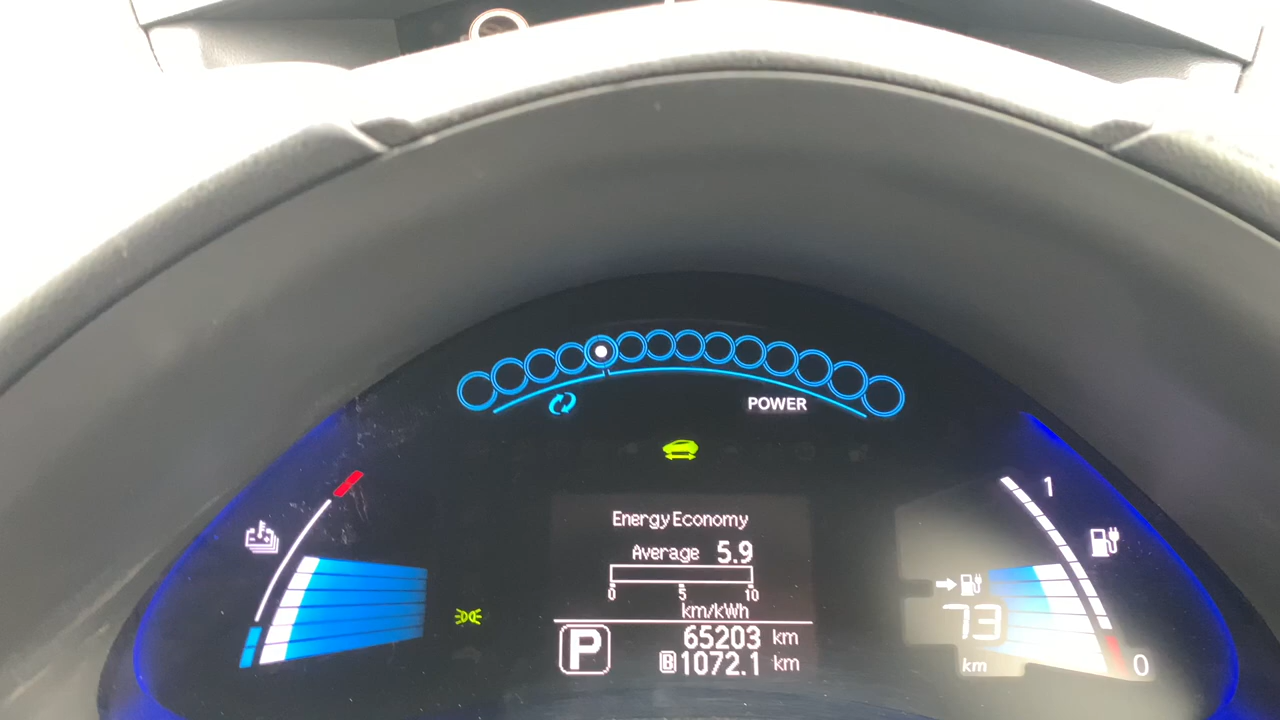 POWER
Energy Economy
Average 5.9
0 5 10
km/kWh
P
65203 km
B 1072.1 km
1
73
km
0